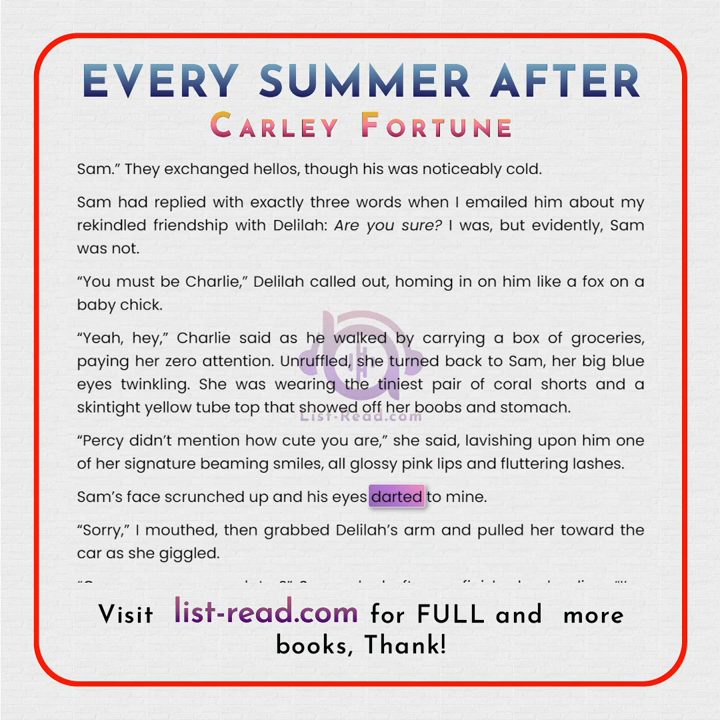 EVERY SUMMER AFTER
CARLEY FORTUNE
Sam.” They exchanged hellos, though his was noticeably cold.
Sam had replied with exactly three words when I emailed him about my
rekindled friendship with Delilah: Are you sure? I was, but evidently, Sam
was not.
“You must be Charlie,” Delilah called out, homing in on him like a fox on a
baby chick.
“Yeah, hey,” Charlie said as he walked by carrying a box of groceries,
paying her zero attention. Unruffled, she turned back to Sam, her big blue
eyes twinkling. She was wearing the tiniest pair of coral shorts and a
skintight yellow tube top that showed off her boobs and stomach.
List-Read.com
“Percy didn’t mention how cute you are,” she said, lavishing upon him one
of her signature beaming smiles, all glossy pink lips and fluttering lashes.
Sam’s face scrunched up and his eyes darted to mine.
“Sorry,” I mouthed, then grabbed Delilah’s arm and pulled her toward the
car as she giggled.
Visit list-read.com for FULL and more
books, Thank!